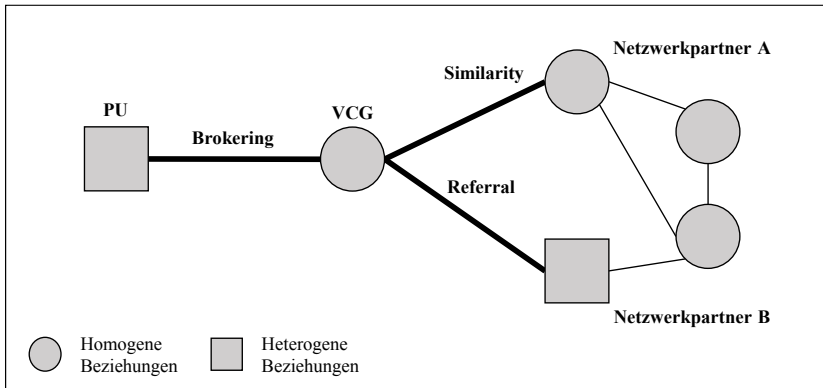 Netzwerkpartner A
Similarity
PU
VCG
Brokering
Referral
Netzwerkpartner B
Homogene
Beziehungen
Heterogene
Beziehungen